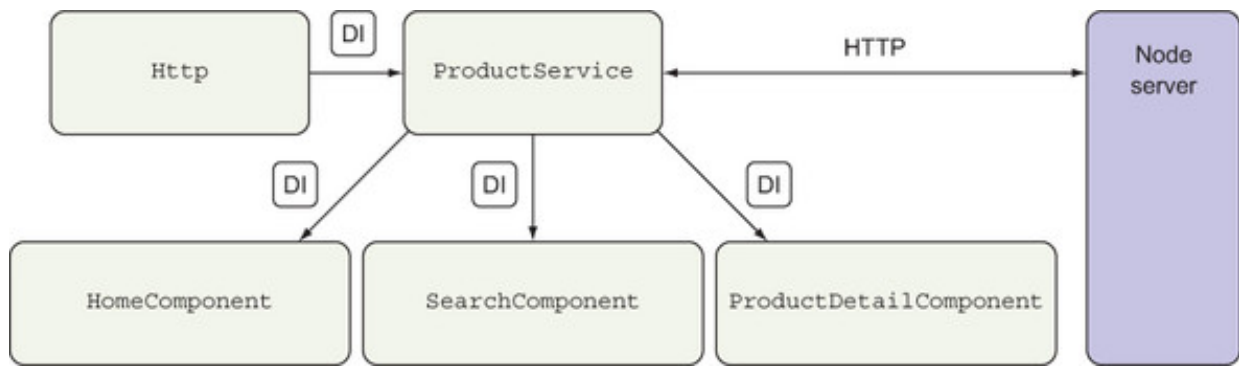 Http
DI
ProductService
HTTP
Node
server
DI
DI
DI
HomeComponent
SearchComponent
ProductDetailComponent